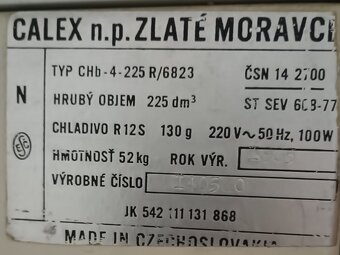 CALEX n.p. ZLATÉ MORAVCE
TYP CHb-4-225 R/6823 ČSN 14 2700
N HRUBÝ OBJEM 225 dm³ ST SEV 608-77
CHLADIVO R12S 130 g 220 V~50 Hz, 100W
HMOTNOSŤ 52 kg ROK VÝR.
VÝROBNÉ ČÍSLO
JK 542 111 131 868
MADE IN CZECHOSLOVAKIA